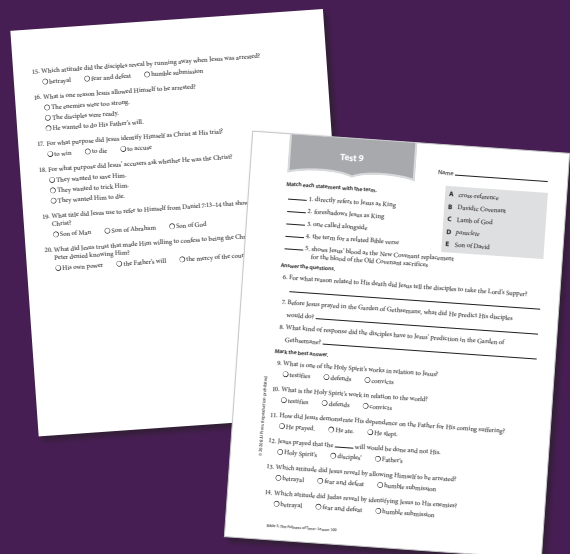 15. Which attitude did the disciples reveal by running away when Jesus was arrested?
betrayal fear and defeat humble submission
16. What is one reason Jesus allowed Himself to be arrested?
The enemies were too strong.
The disciples were ready.
He wanted to do His Father's will.
17. For what purpose did Jesus identify Himself as Christ at His trial?
to win to die to accuse
18. For what purpose did Jesus' accusers ask whether He was the Christ?
They wanted to save Him.
They wanted to trick Him.
They wanted Him to die.
19. What title did Jesus use to refer to Himself from Daniel 7:13–14 that show
Christ?
Son of Man Son of Abraham Son of God
20. What did Jesus trust that made Him willing to confess to being the Chr
Peter denied knowing Him?
His own power the Father's will the mercy of the cour
Test 9
Name
Match each statement with the term.
1. directly refers to Jesus as King
2. foreshadows Jesus as King
3. one called alongside
4. the term for a related Bible verse
5. shows Jesus' blood as the New Covenant replacement
for the blood of the Old Covenant sacrifices
A cross-reference
B Davidic Covenant
C Lamb of God
D paraclete
E Son of David
Answer the questions.
6. For what reason related to His death did Jesus tell the disciples to take the Lord's Supper?
7. Before Jesus prayed in the Garden of Gethsemane, what did He predict His disciples
would do?
8. What kind of response did the disciples have to Jesus' prediction in the Garden of
Gethsemane?
Mark the best answer.
9. What is one of the Holy Spirit's works in relation to Jesus?
testifies defends convicts
10. What is the Holy Spirit's work in relation to the world?
testifies defends convicts
11. How did Jesus demonstrate His dependence on the Father for His coming suffering?
He prayed. He ate. He slept.
12. Jesus prayed that the will would be done and not His.
Holy Spirit's disciples' Father's
13. Which attitude did Jesus reveal by allowing Himself to be arrested?
betrayal fear and defeat humble submission
14. Which attitude did Judas reveal by identifying Jesus to His enemies?
betrayal fear and defeat humble submission